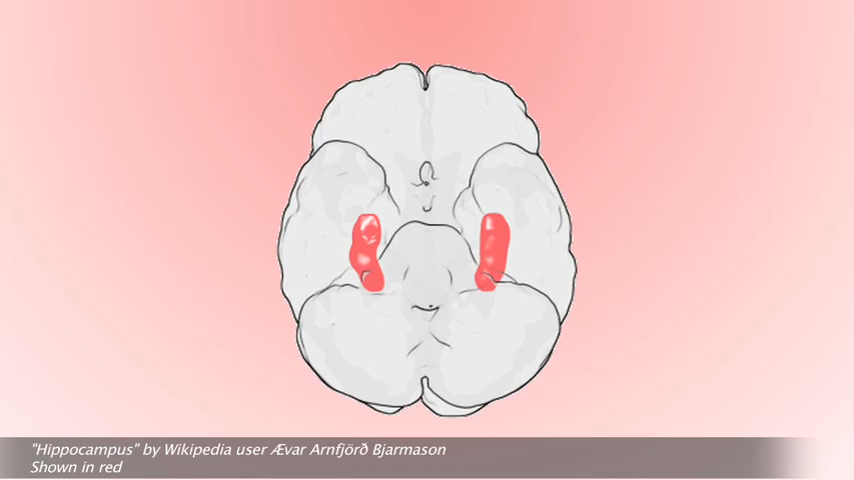 "Hippocampus" by Wikipedia user Ævar Arnfjörð Bjarmason
Shown in red